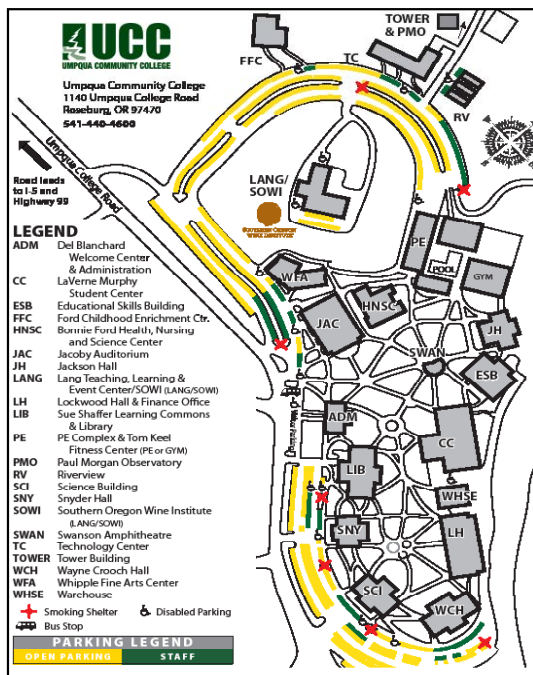 UCC
UMPQUA COMMUNITY COLLEGE
Umpqua Community College
1140 Umpqua College Road
Roseburg, OR 97470
541-440-4600
TOWER
& PMO
FFC
TC
RV
Umpqua College Road
Road leads
to I-5 and
Highway 99
LANG/
SOWI
SOUTHERN OREGON
WINE INSTITUTE
PE
POOL
GYM
WFA
HNSC
JAC
JH
SWAN
ESB
ADM
CC
LIB
WHSE
SNY
LH
SCI
WCH
LEGEND
ADM Del Blanchard
Welcome Center
& Administration
CC LaVerne Murphy
Student Center
ESB Educational Skills Building
FFC Ford Childhood Enrichment Ctr.
HNSC Bonnie Ford Health, Nursing
and Science Center
JAC Jacoby Auditorium
JH Jackson Hall
LANG Lang Teaching, Learning &
Event Center/SOWI (LANG/SOWI)
LH Lockwood Hall & Finance Office
LIB Sue Shaffer Learning Commons
& Library
PE PE Complex & Tom Keel
Fitness Center (PE or GYM)
PMO Paul Morgan Observatory
RV Riverview
SCI Science Building
SNY Snyder Hall
SOWI Southern Oregon Wine Institute
(LANG/SOWI)
SWAN Swanson Amphitheatre
TC Technology Center
TOWER Tower Building
WCH Wayne Crooch Hall
WFA Whipple Fine Arts Center
WHSE Warehouse
Smoking Shelter Disabled Parking
Bus Stop
PARKING LEGEND
OPEN PARKING STAFF